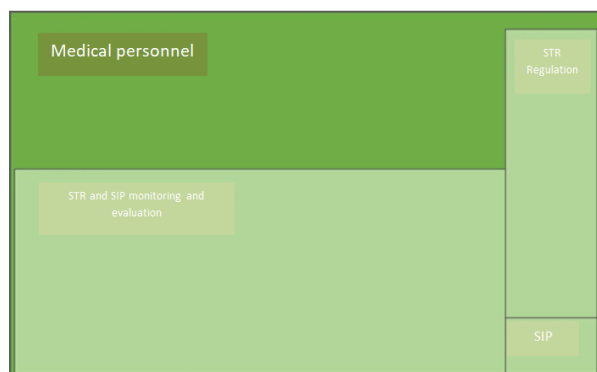 Medical personnel
STR
Regulation
STR and SIP monitoring and
evaluation
SIP